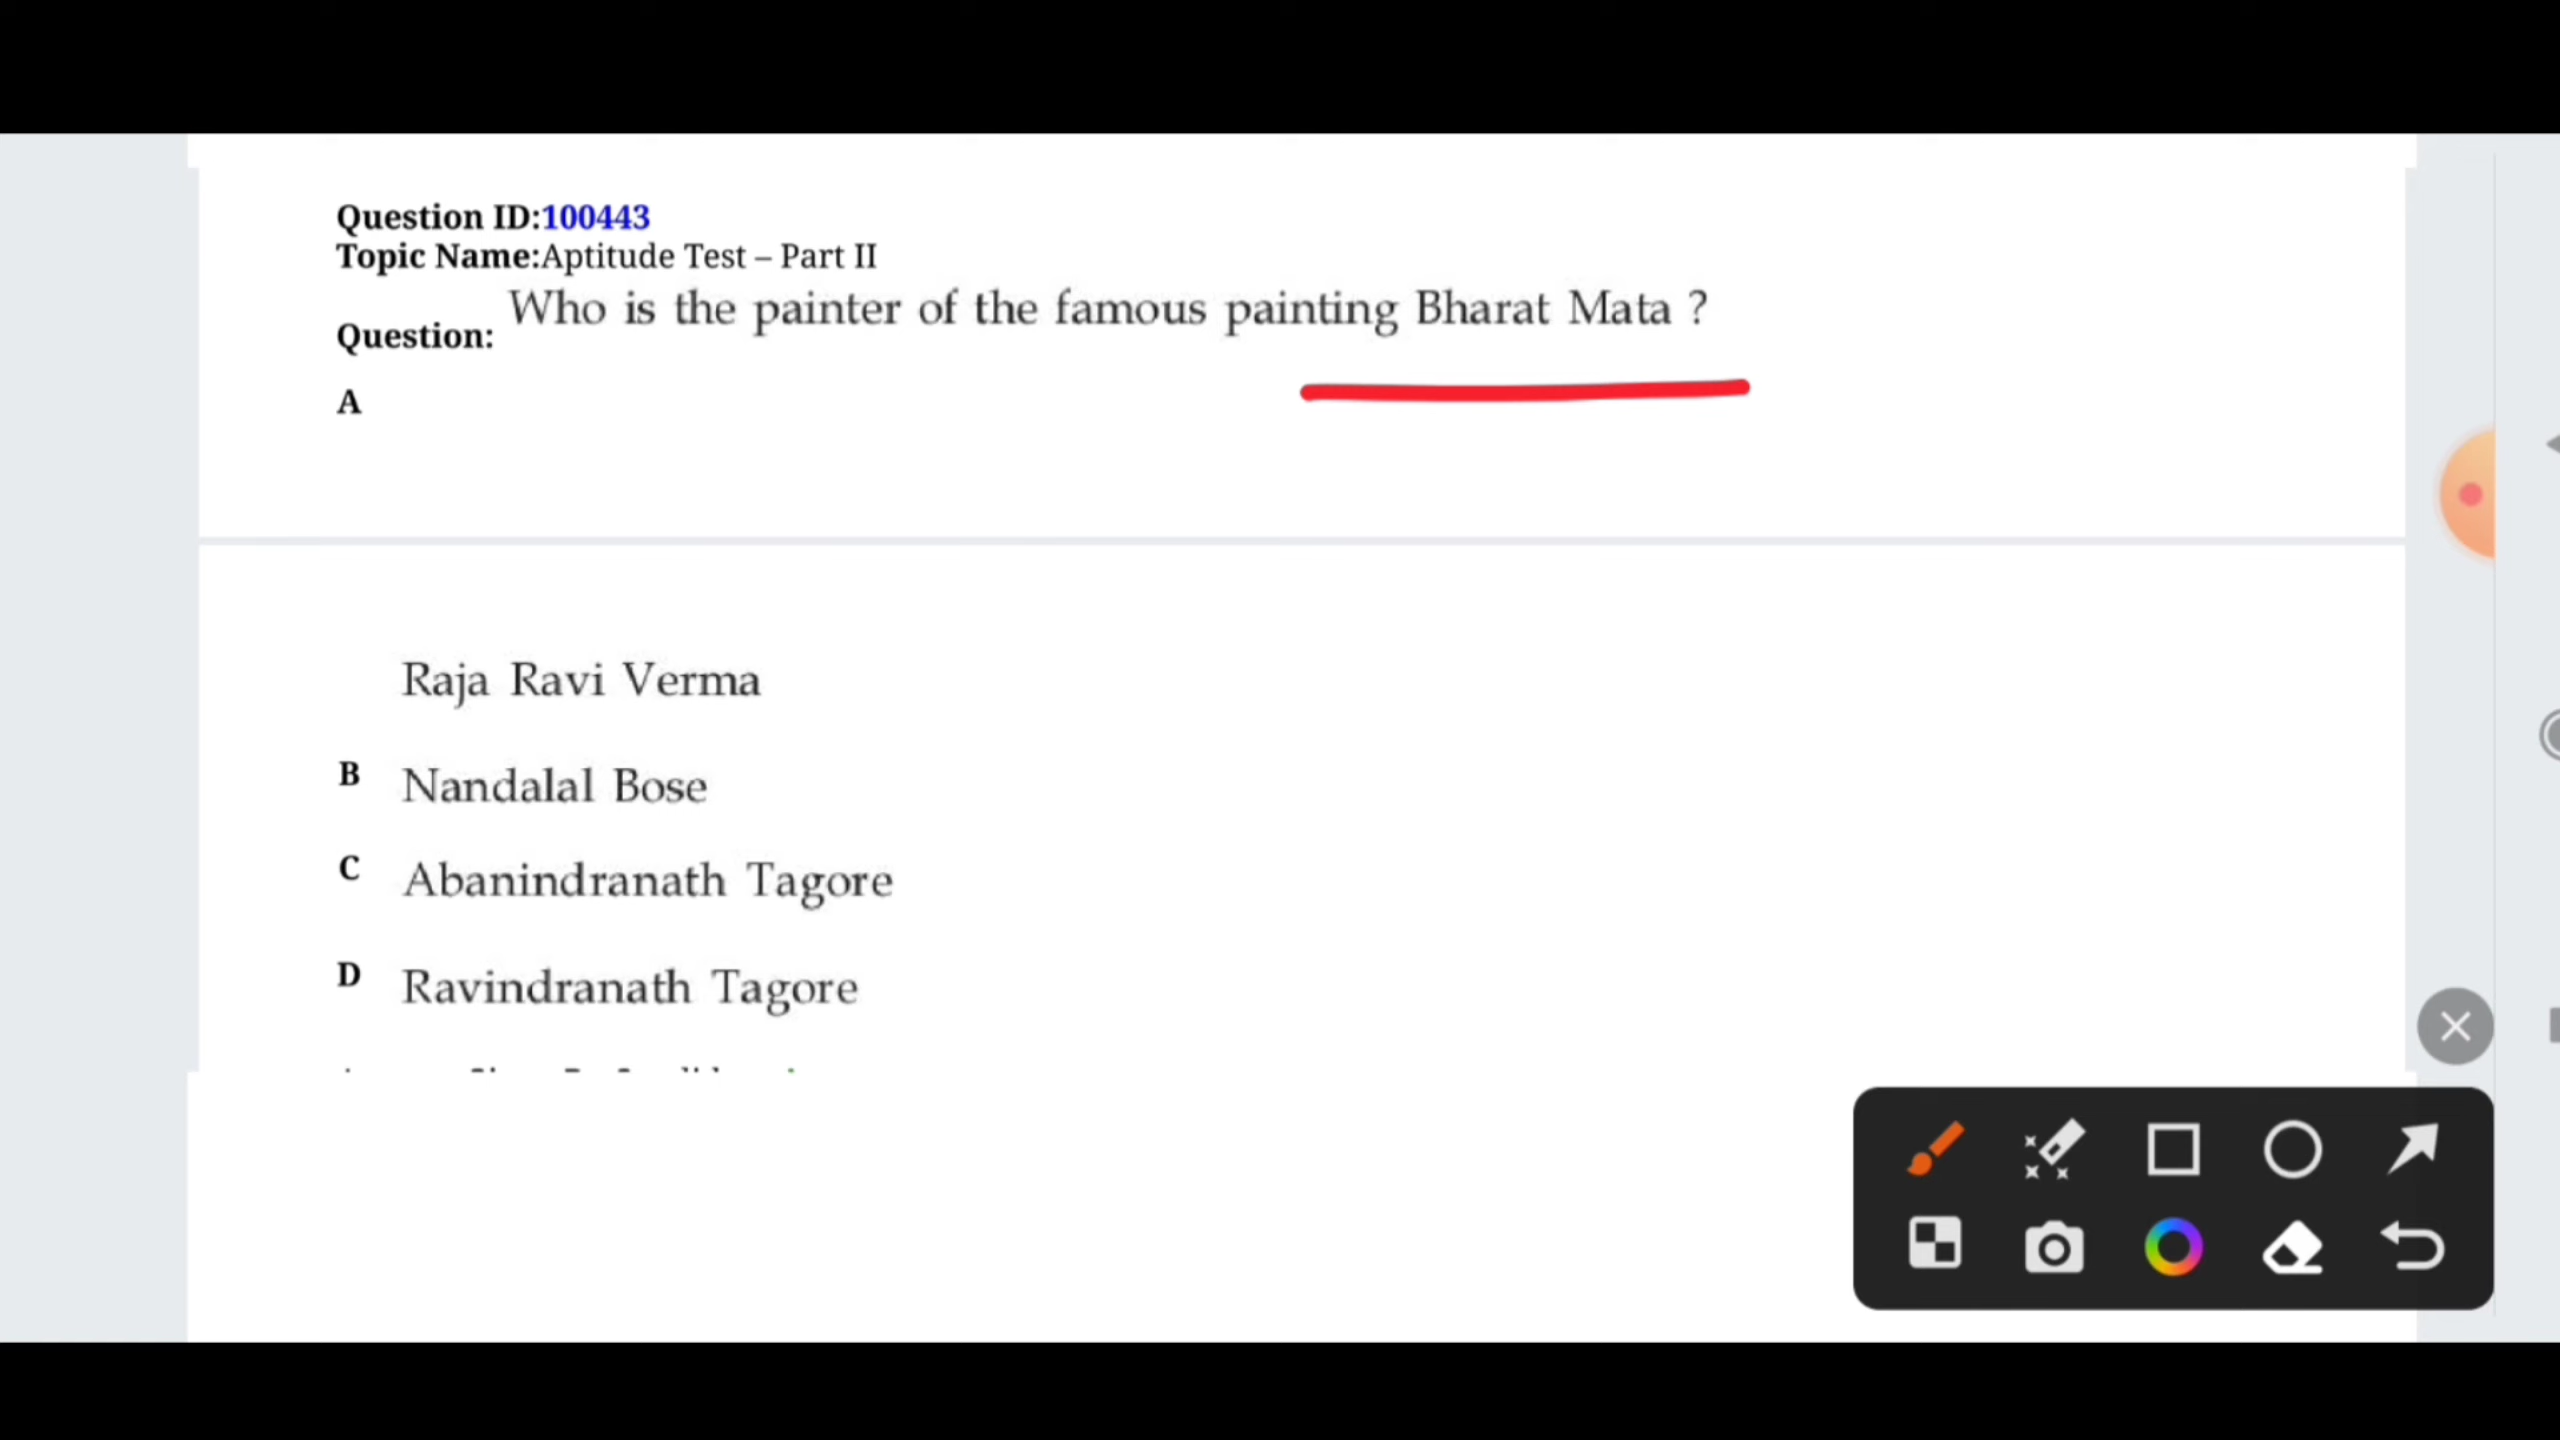 Question ID:100443
Topic Name:Aptitude Test – Part II
Question: Who is the painter of the famous painting Bharat Mata ?
A
Raja Ravi Verma
B Nandalal Bose
C Abanindranath Tagore
D Ravindranath Tagore